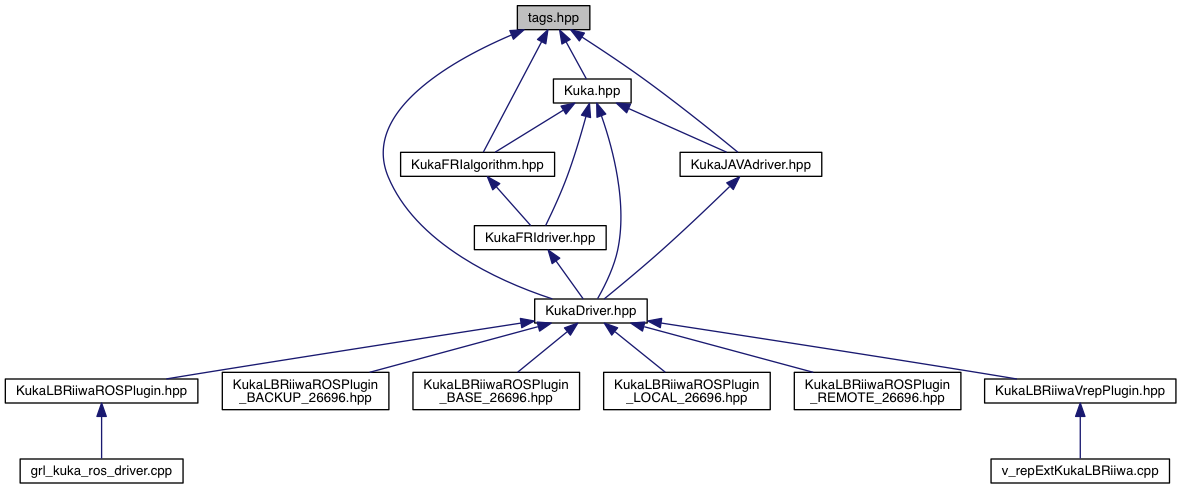 tags.hpp
Kuka.hpp
KukaFRIalgorithm.hpp
KukaJAVAdriver.hpp
KukaFRIdriver.hpp
KukaDriver.hpp
KukaLBRiiwaROSPlugin.hpp
KukaLBRiiwaROSPlugin
_BACKUP_26696.hpp
KukaLBRiiwaROSPlugin
_BASE_26696.hpp
KukaLBRiiwaROSPlugin
_LOCAL_26696.hpp
KukaLBRiiwaROSPlugin
_REMOTE_26696.hpp
KukaLBRiiwaVrepPlugin.hpp
grl_kuka_ros_driver.cpp
v_repExtKukaLBRiiwa.cpp